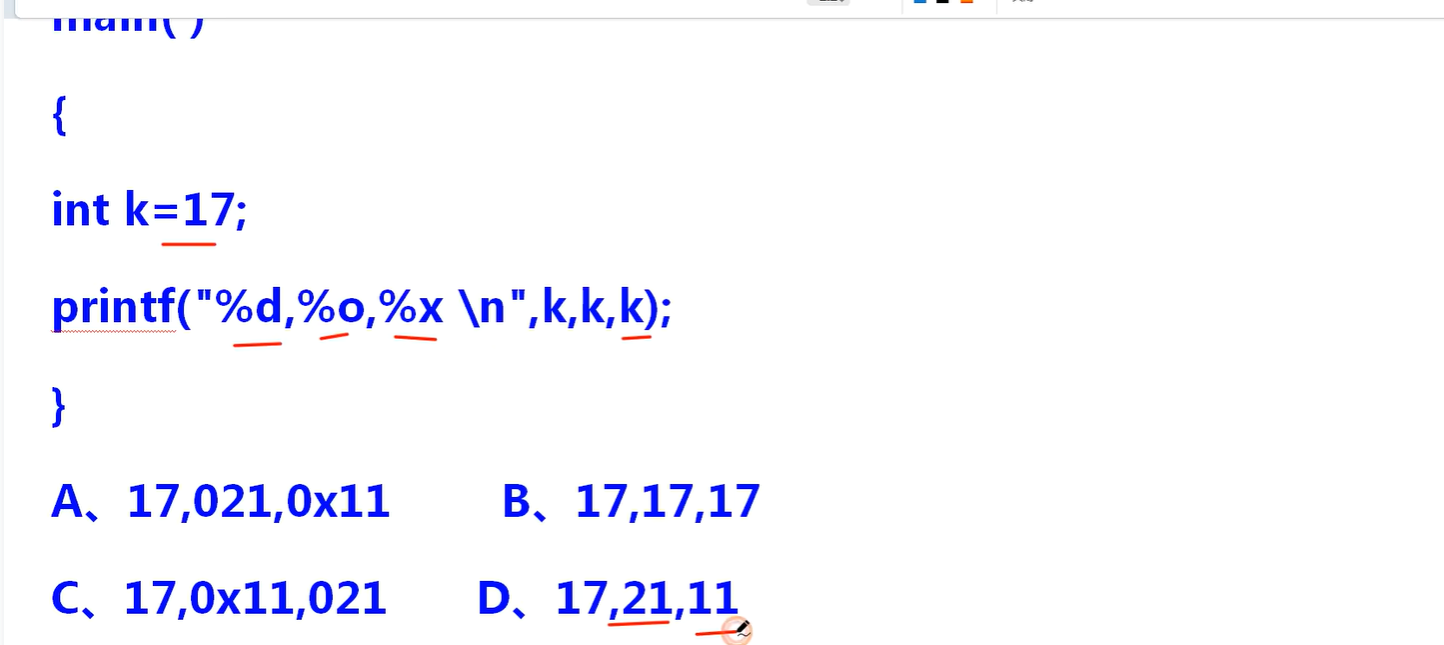 main( )
{
int k=17;
printf("%d,%o,%x \n",k,k,k);
}
A、17,021,0x11 B、17,17,17
C、17,0x11,021 D、17,21,11